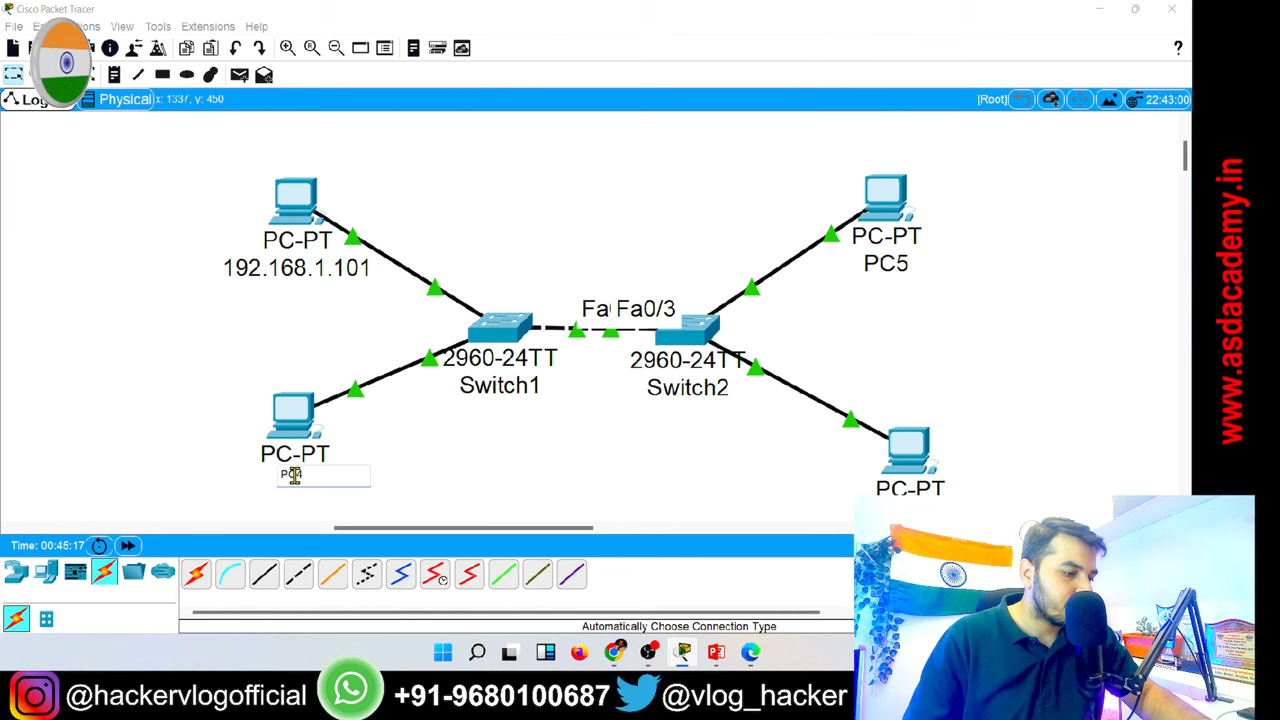 Cisco Packet Tracer
File
View Tools Extensions Help
?
Physical x: 1337, y: 450
[Root] 22:43:00
PC-PT
192.168.1.101
PC-PT
PC5
Fa0/3
2960-24TT
Switch1
2960-24TT
Switch2
PC-PT
PC-PT
Time: 00:45:17
Automatically Choose Connection Type
@hackervlogofficial
+91-9680100687
@vlog_hacker
www.asdacademy.in